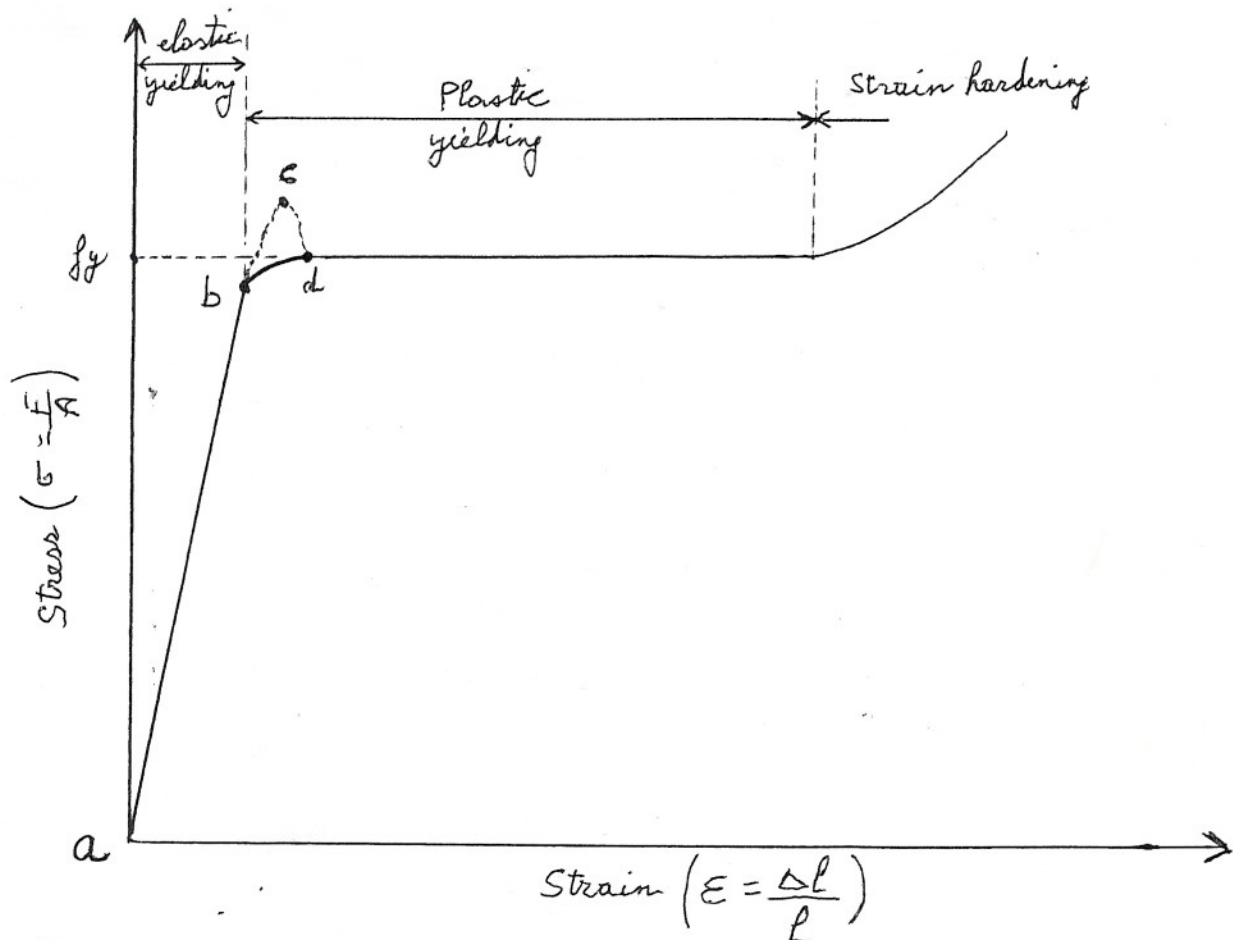 elastic
yielding
Plastic
yielding
Strain hardening
c
fy
b
d
Stress (σ = F/A)
a
Strain (ε = Δl/l)